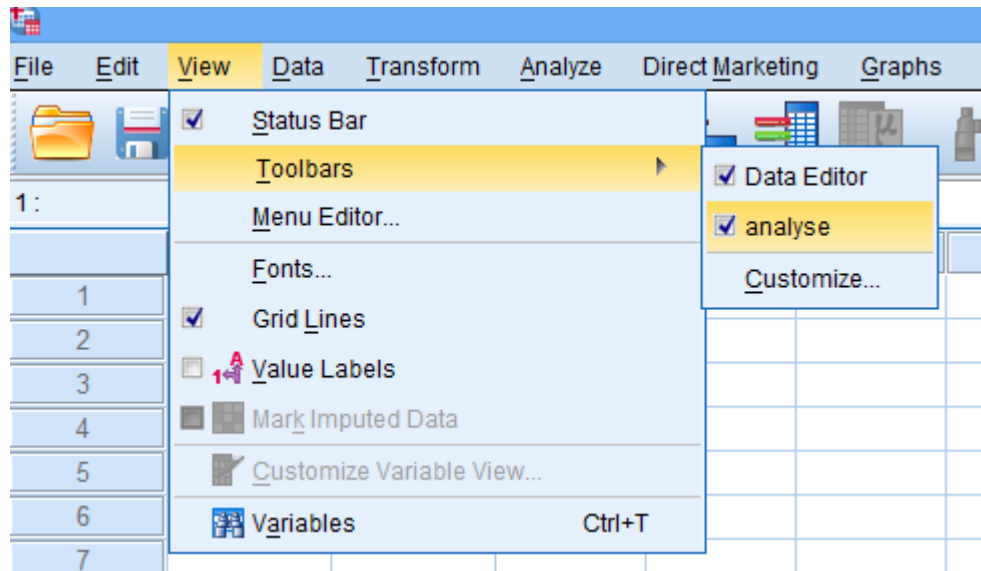 File Edit View Data Transform Analyze Direct Marketing Graphs
Status Bar
Toolbars
Data Editor
1 :
Menu Editor...
analyse
Fonts...
Customize...
1
Grid Lines
2
Value Labels
3
Mark Imputed Data
4
Customize Variable View...
5
Variables Ctrl+T
6
7